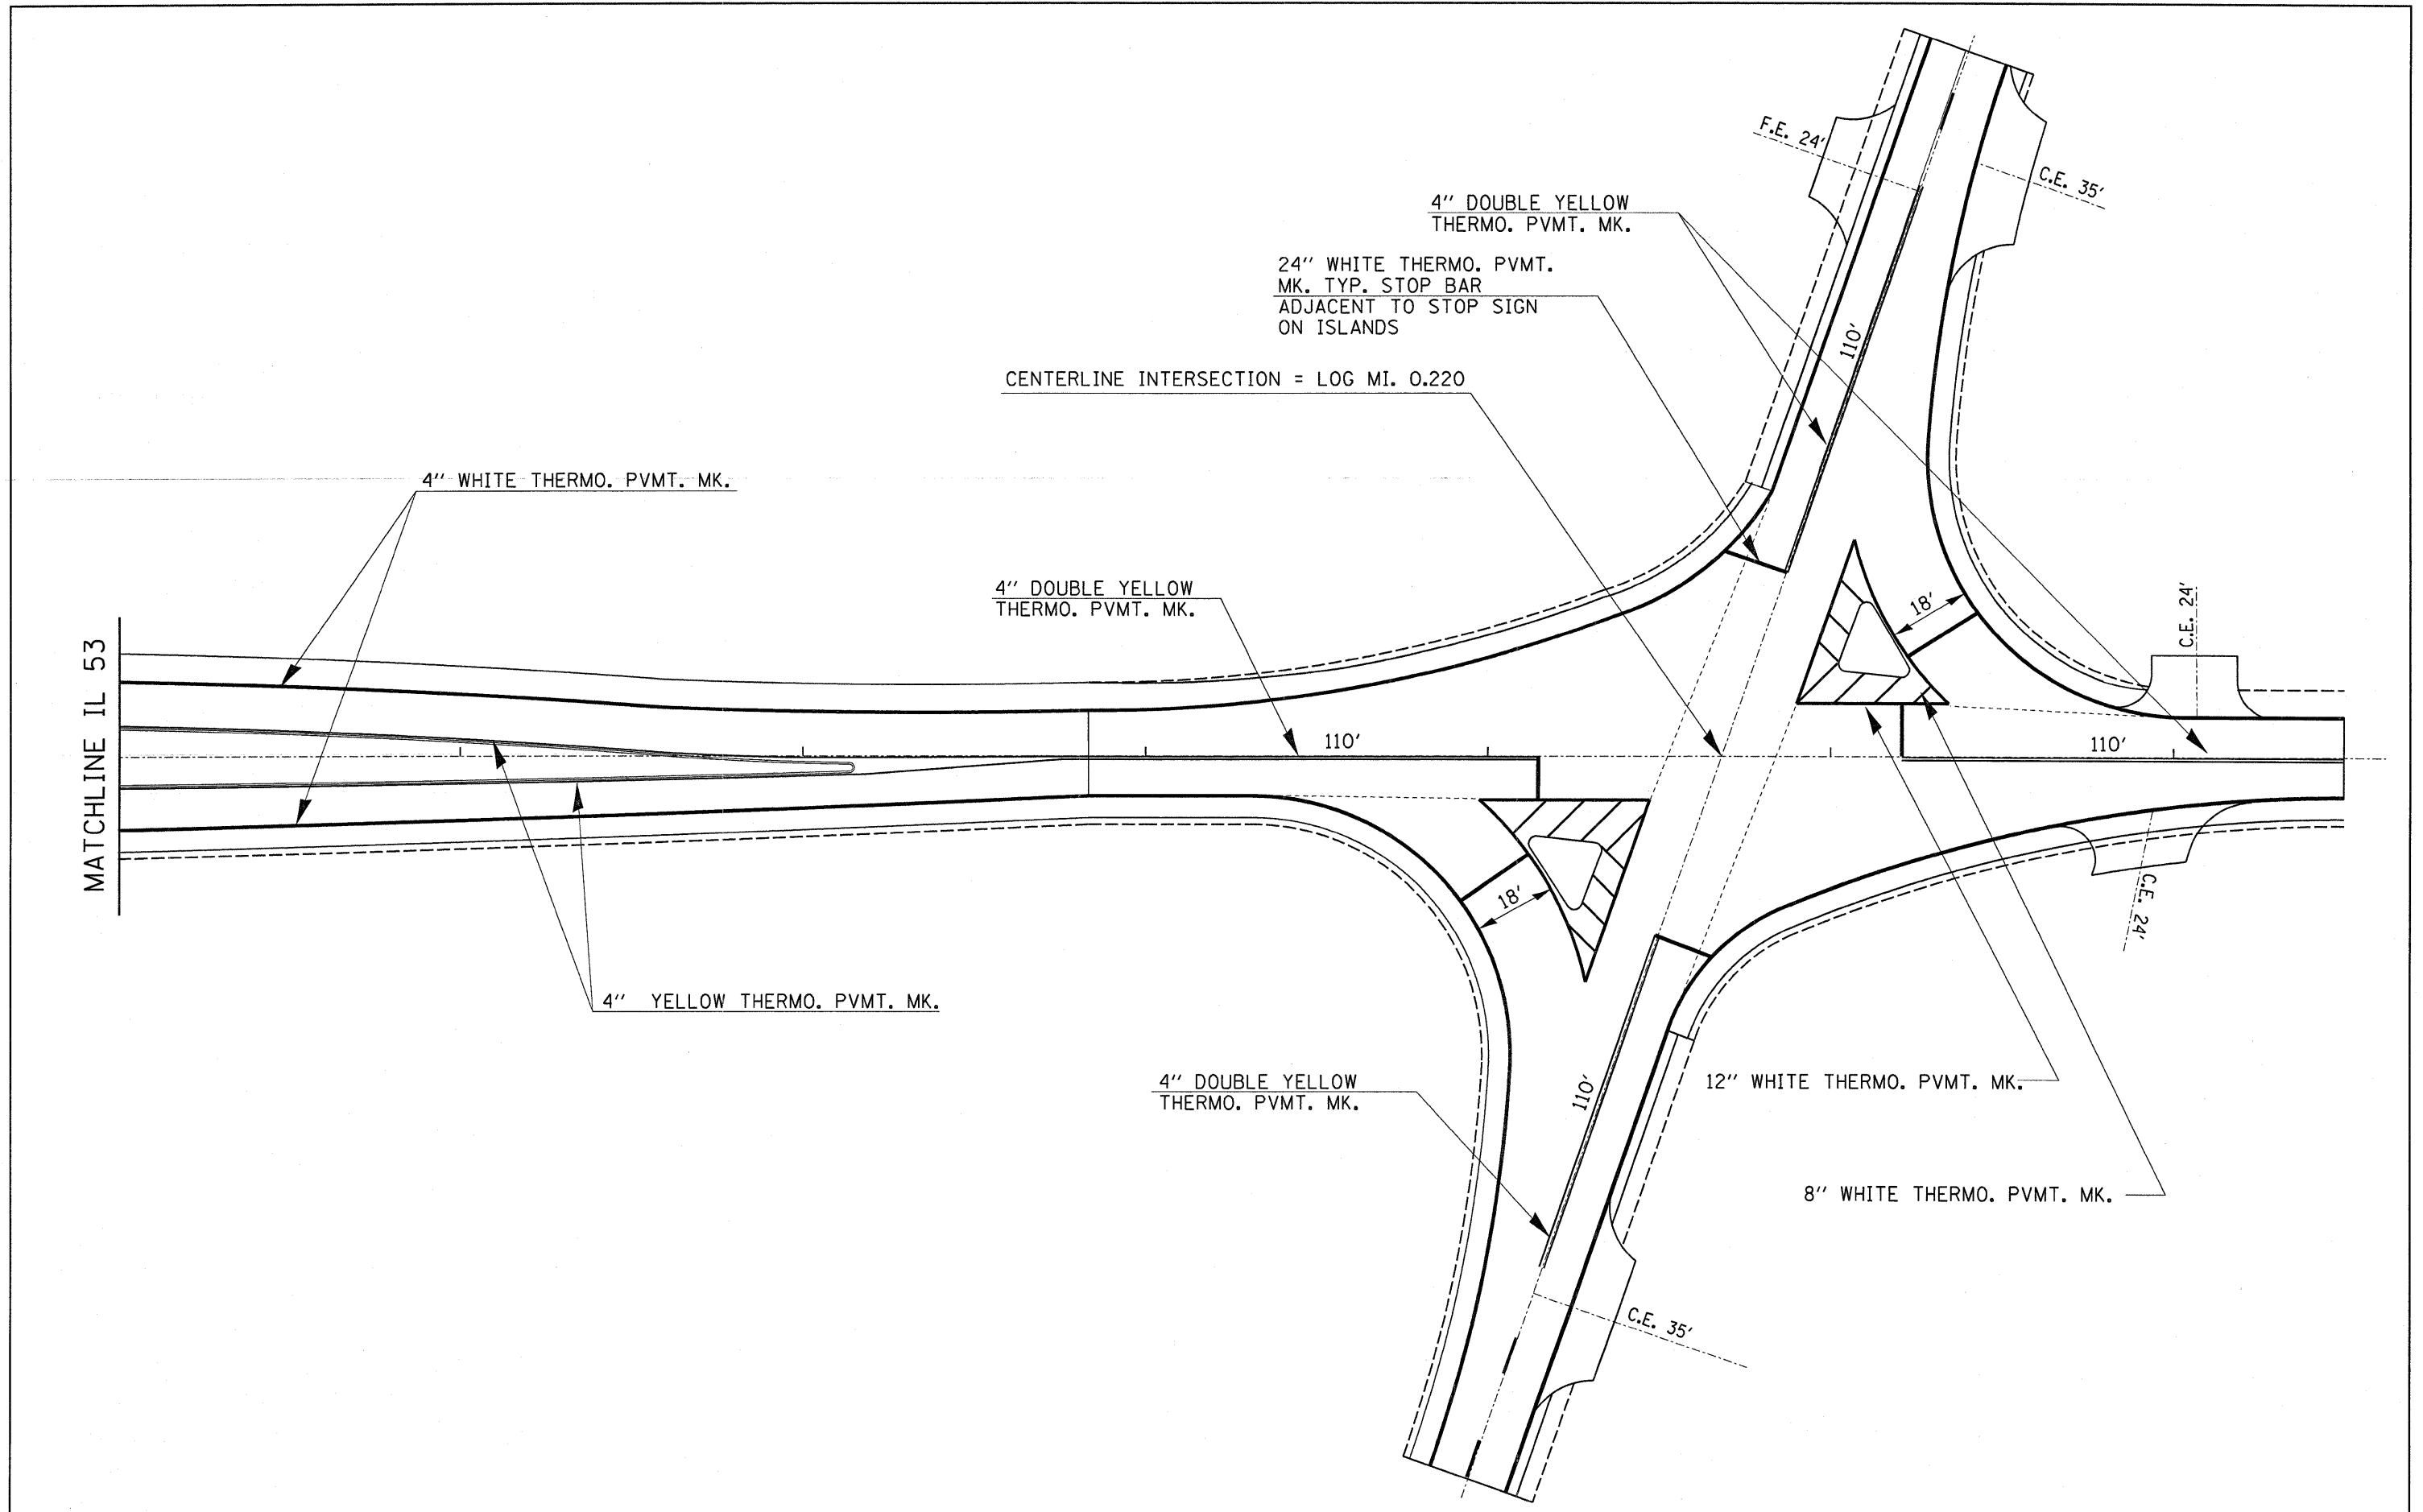 F.E. 24'
C.E. 35'
4'' DOUBLE YELLOW
THERMO. PVMT. MK.
24'' WHITE THERMO. PVMT.
MK. TYP. STOP BAR
ADJACENT TO STOP SIGN
ON ISLANDS
110'
CENTERLINE INTERSECTION = LOG MI. 0.220
4'' WHITE THERMO. PVMT. MK.
4'' DOUBLE YELLOW
THERMO. PVMT. MK.
18'
C.E. 24'
MATCHLINE IL 53
110'
110'
18'
C.E. 24'
4'' YELLOW THERMO. PVMT. MK.
4'' DOUBLE YELLOW
THERMO. PVMT. MK.
110'
12'' WHITE THERMO. PVMT. MK.
8'' WHITE THERMO. PVMT. MK.
C.E. 35'